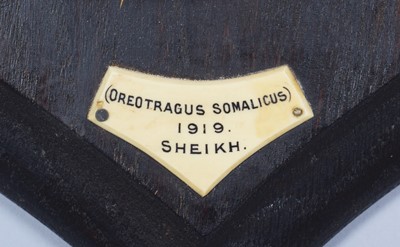 (OREOTRAGUS SOMALICUS)
1919.
SHEIKH.